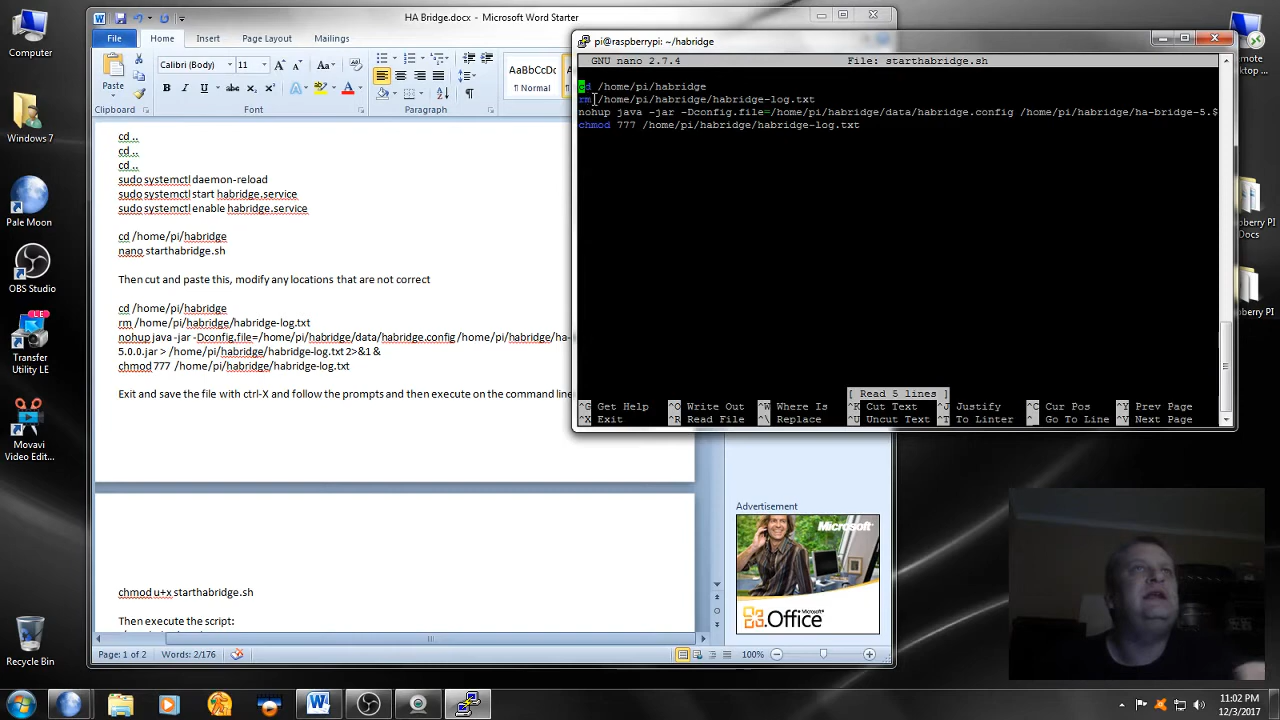 HA Bridge.docx - Microsoft Word Starter
File
Home
Insert
Page Layout
Mailings
Paste
Clipboard
Calibri (Body)
11
Font
AaBbCcDc
¶ Normal
cd ..
cd ..
cd ..
sudo systemctl daemon-reload
sudo systemctl start habridge.service
sudo systemctl enable habridge.service
cd /home/pi/habridge
nano starthabridge.sh
Then cut and paste this, modify any locations that are not correct
cd /home/pi/habridge
rm /home/pi/habridge/habridge-log.txt
nohup java -jar -Dconfig.file=/home/pi/habridge/data/habridge.config /home/pi/habridge/ha-
5.0.0.jar > /home/pi/habridge/habridge-log.txt 2>&1 &
chmod 777 /home/pi/habridge/habridge-log.txt
Exit and save the file with ctrl-X and follow the prompts and then execute on the command line
chmod u+x starthabridge.sh
Then execute the script:
Advertisement
Microsoft
Office
Page: 1 of 2
Words: 2/176
100%
pi@raspberrypi: ~/habridge
GNU nano 2.7.4
File: starthabridge.sh
cd /home/pi/habridge
rm /home/pi/habridge/habridge-log.txt
nohup java -jar -Dconfig.file=/home/pi/habridge/data/habridge.config /home/pi/habridge/ha-bridge-5.$
chmod 777 /home/pi/habridge/habridge-log.txt
[ Read 5 lines ]
^G Get Help ^O Write Out ^W Where Is ^K Cut Text ^J Justify ^C Cur Pos ^Y Prev Page
^X Exit ^R Read File ^\ Replace ^U Uncut Text ^T To Linter ^_ Go To Line ^V Next Page
Computer
Windows 7
Pale Moon
OBS Studio
LE
Transfer
Utility LE
Movavi
Video Edit...
Recycle Bin
Docs
11:02 PM
12/3/2017